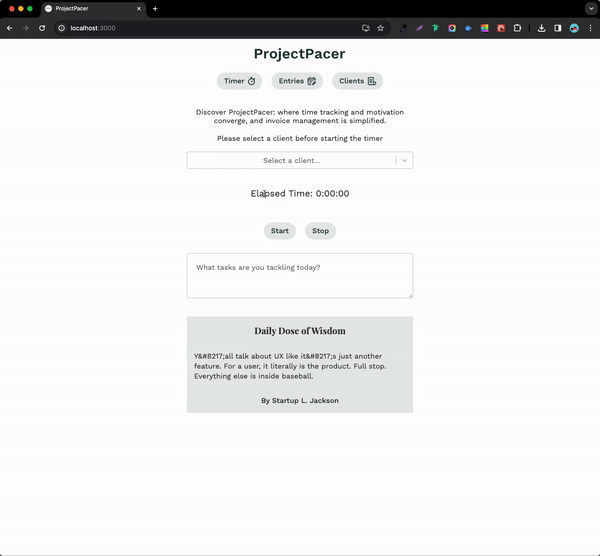 ProjectPacer
localhost:3000
ProjectPacer
Timer Entries Clients
Discover ProjectPacer: where time tracking and motivation
converge, and invoice management is simplified.
Please select a client before starting the timer
Select a client...
Elapsed Time: 0:00:00
Start Stop
What tasks are you tackling today?
Daily Dose of Wisdom
Y&#8217;all talk about UX like it&#8217;s just another
feature. For a user, it literally is the product. Full stop.
Everything else is inside baseball.
By Startup L. Jackson